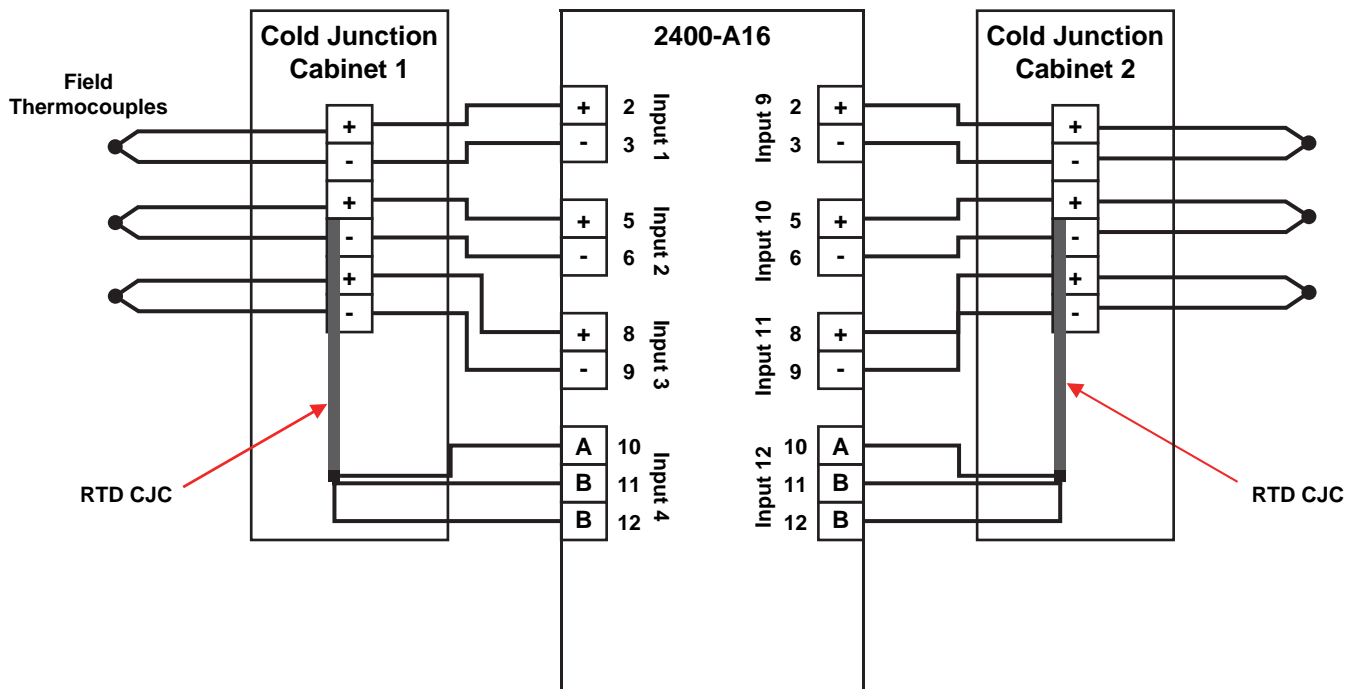 Cold Junction
Cabinet 1
2400-A16
Cold Junction
Cabinet 2
Field
Thermocouples
+
-
+
-
+
-
+ 2
- 3
Input 1
+ 5
- 6
Input 2
+ 8
- 9
Input 3
A 10
B 11
B 12
Input 4
Input 9
2 +
3 -
Input 10
5 +
6 -
Input 11
8 +
9 -
Input 12
10 A
11 B
12 B
+
-
+
-
+
-
RTD CJC
RTD CJC